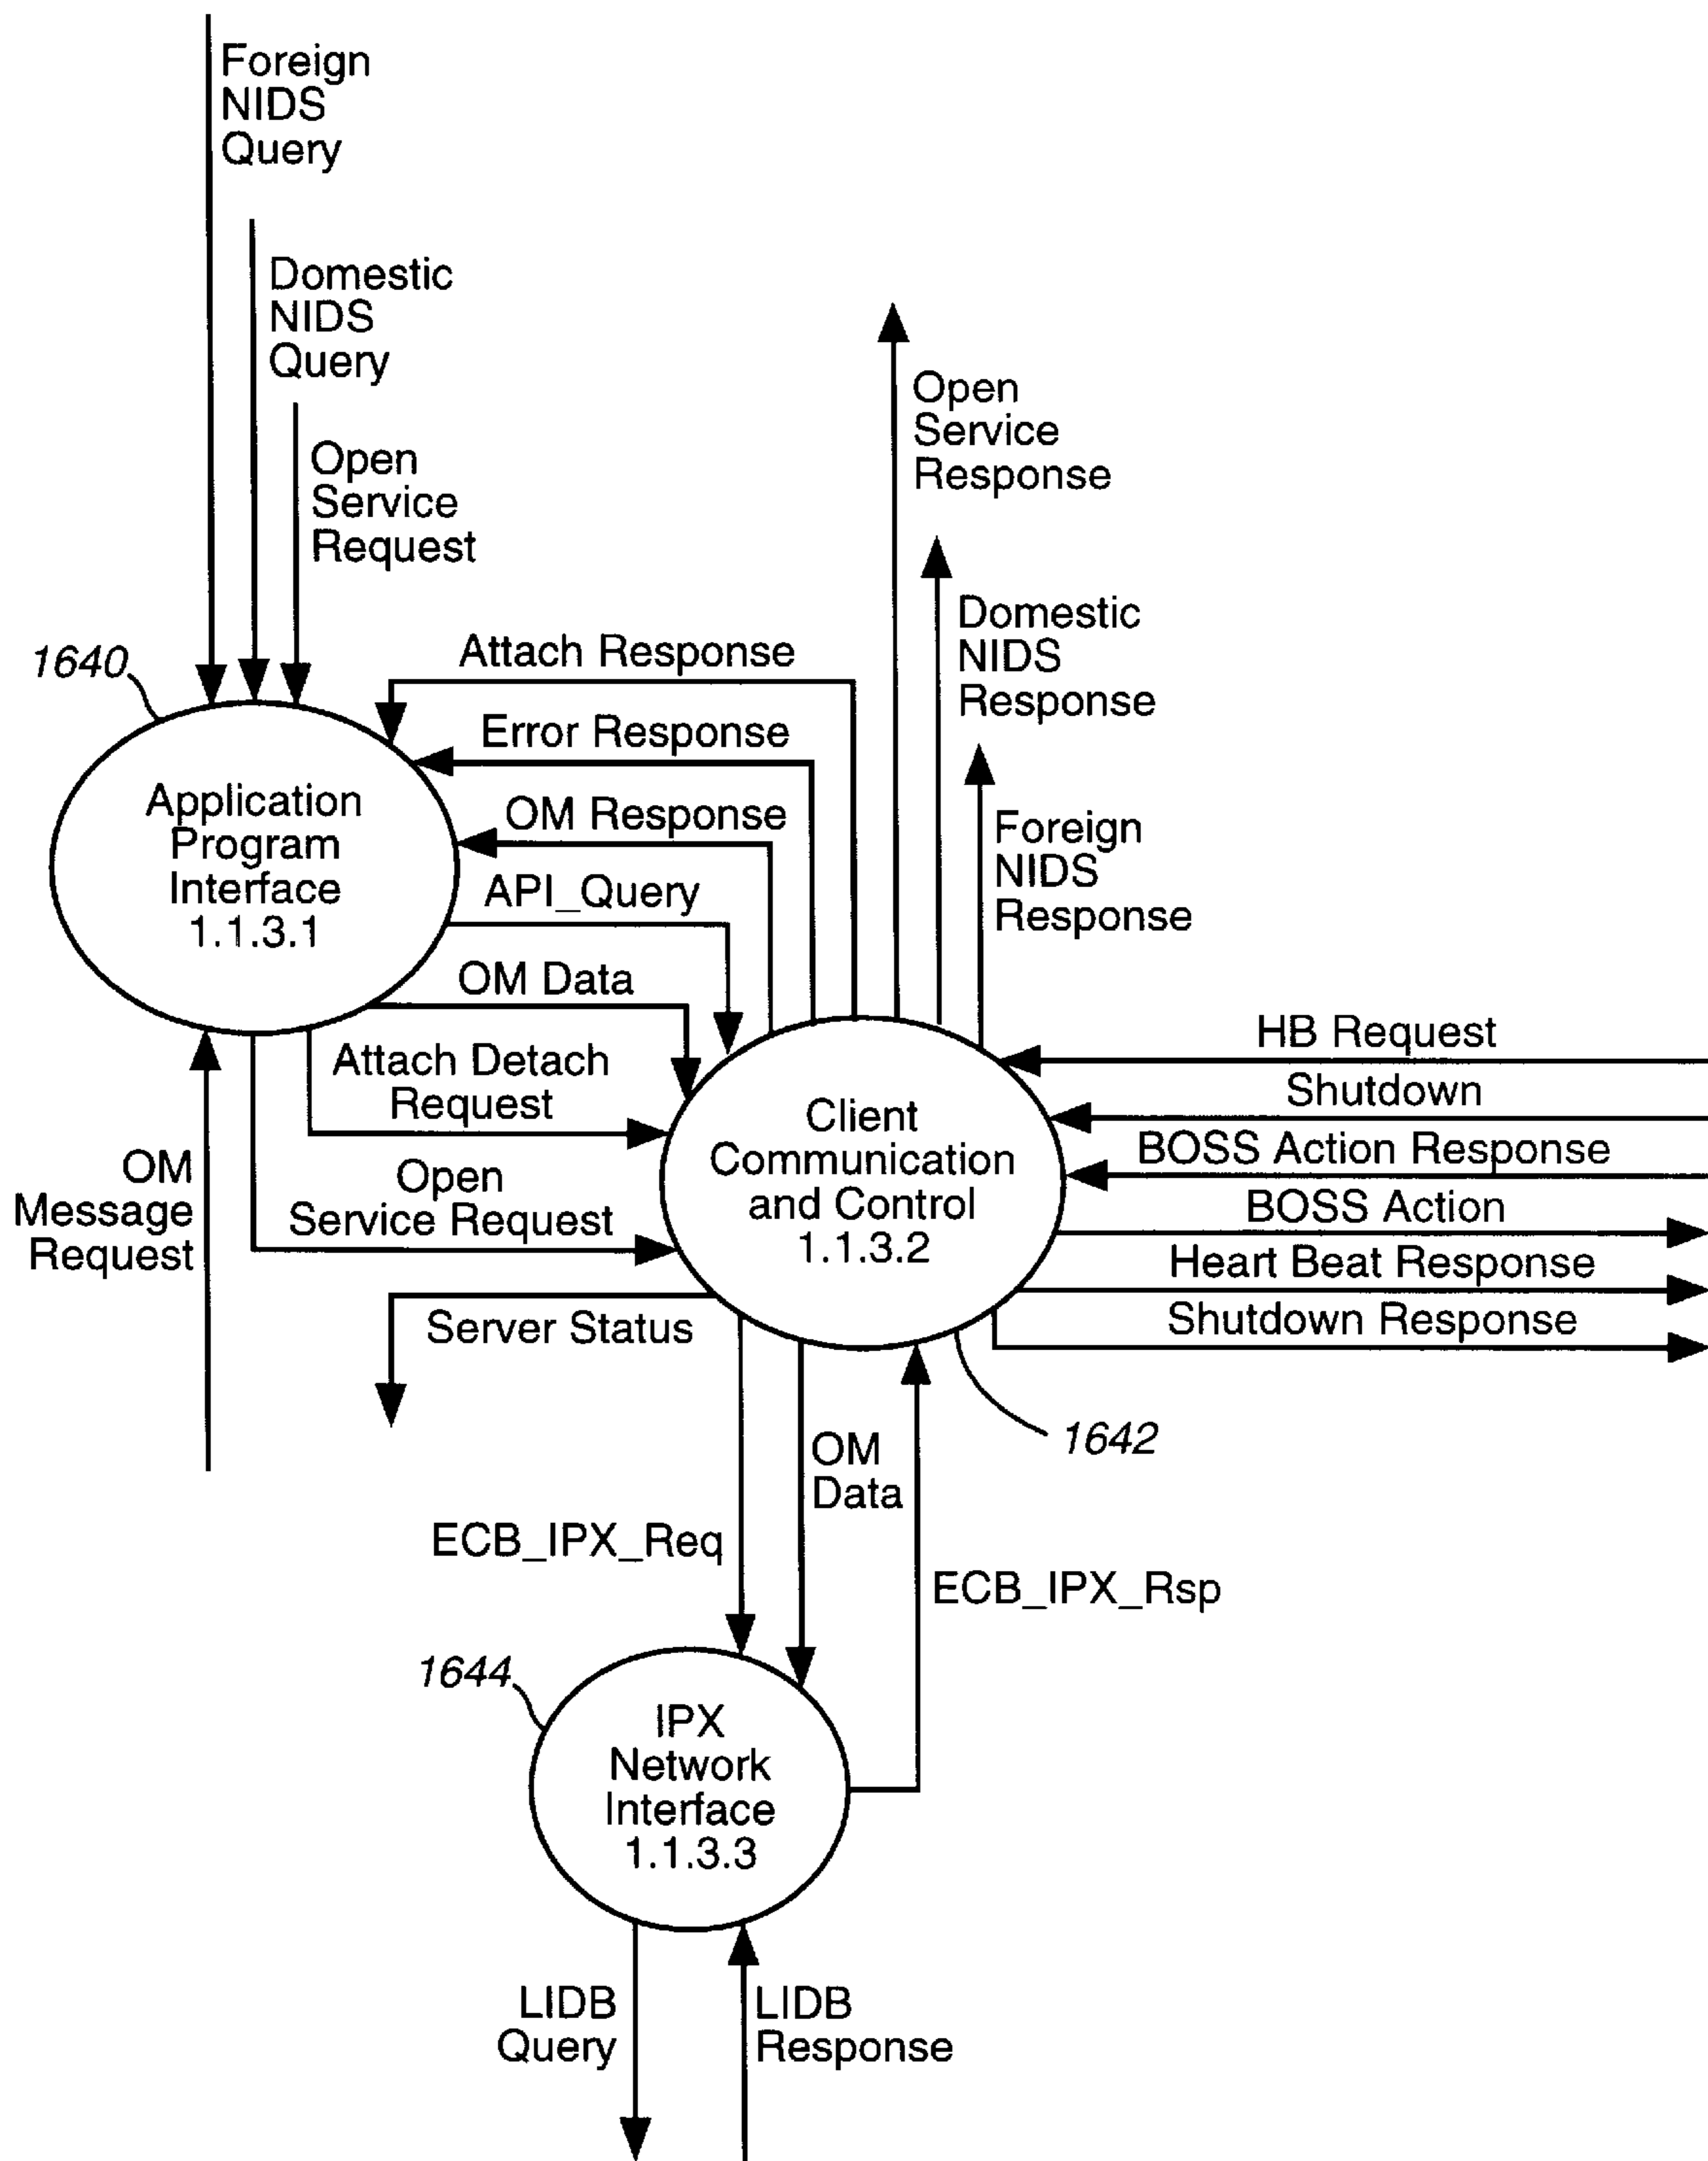 Foreign
NIDS
Query
Domestic
NIDS
Query
Open
Service
Request
Open
Service
Response
Domestic
NIDS
Response
Foreign
NIDS
Response
1640
Attach Response
Error Response
OM Response
API_Query
OM Data
Attach Detach
Request
Open
Service Request
Application
Program
Interface
1.1.3.1
OM
Message
Request
Client
Communication
and Control
1.1.3.2
HB Request
Shutdown
BOSS Action Response
BOSS Action
Heart Beat Response
Shutdown Response
Server Status
1642
ECB_IPX_Req
OM
Data
ECB_IPX_Rsp
1644
IPX
Network
Interface
1.1.3.3
LIDB
Query
LIDB
Response